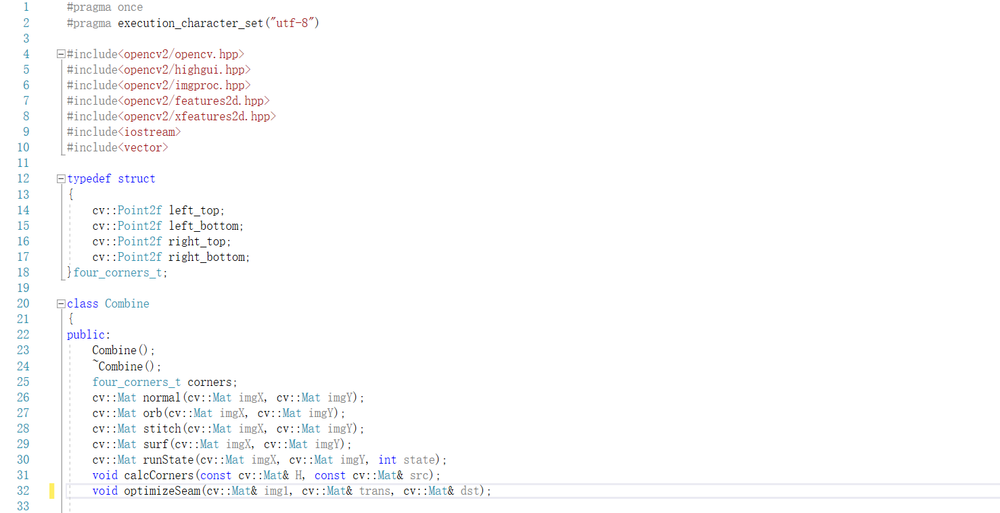 1 #pragma once
2 #pragma execution_character_set("utf-8")
3
4 #include<opencv2/opencv.hpp>
5 #include<opencv2/highgui.hpp>
6 #include<opencv2/imgproc.hpp>
7 #include<opencv2/features2d.hpp>
8 #include<opencv2/xfeatures2d.hpp>
9 #include<iostream>
10 #include<vector>
11
12 typedef struct
13 {
14 cv::Point2f left_top;
15 cv::Point2f left_bottom;
16 cv::Point2f right_top;
17 cv::Point2f right_bottom;
18 }four_corners_t;
19
20 class Combine
21 {
22 public:
23 Combine();
24 ~Combine();
25 four_corners_t corners;
26 cv::Mat normal(cv::Mat imgX, cv::Mat imgY);
27 cv::Mat orb(cv::Mat imgX, cv::Mat imgY);
28 cv::Mat stitch(cv::Mat imgX, cv::Mat imgY);
29 cv::Mat surf(cv::Mat imgX, cv::Mat imgY);
30 cv::Mat runState(cv::Mat imgX, cv::Mat imgY, int state);
31 void calcCorners(const cv::Mat& H, const cv::Mat& src);
32 void optimizeSeam(cv::Mat& img1, cv::Mat& trans, cv::Mat& dst);
33